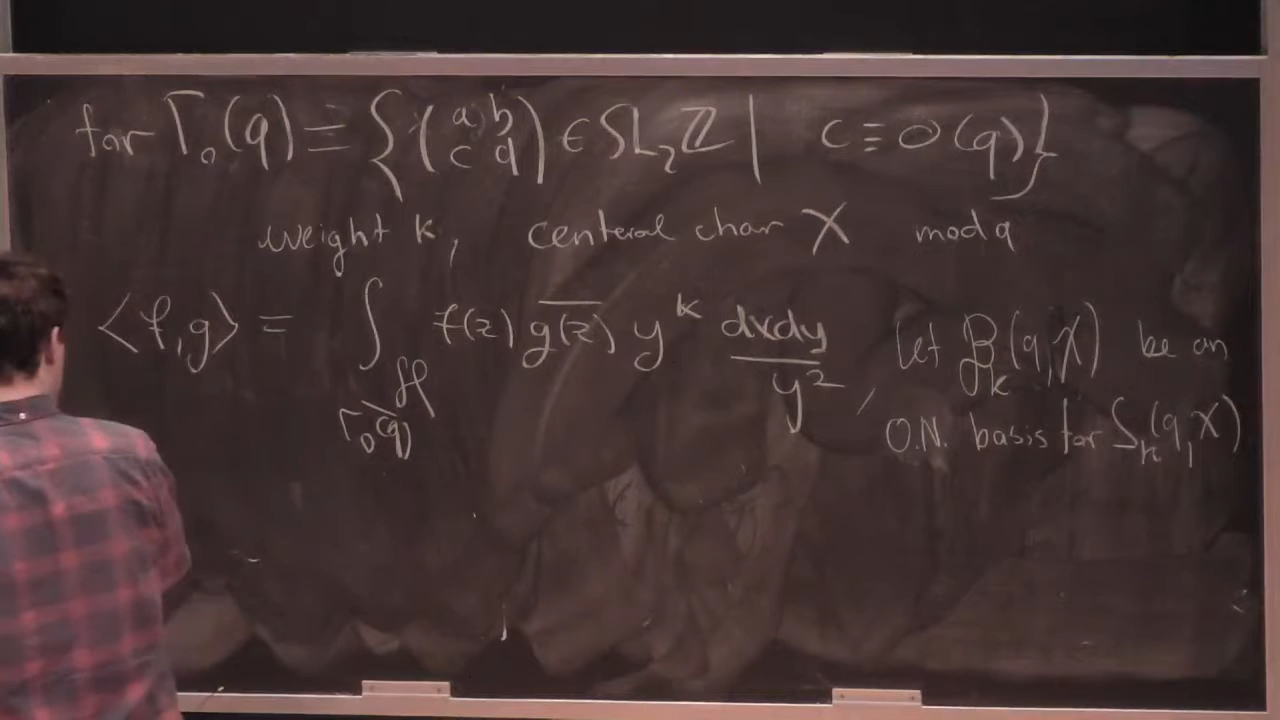 for Γ₀(q) = {(a b c d) ∈ SL₂ℤ | c ≡ 0 (q)}
weight k, centeral char χ mod q
⟨f,g⟩ = ∫_{Γ₀(q)\ℋ} f(z) \overline{g(z)} y^k dxdy / y², Let ℬ_k(q,χ) be an
O.N. basis for S_k(q,χ)